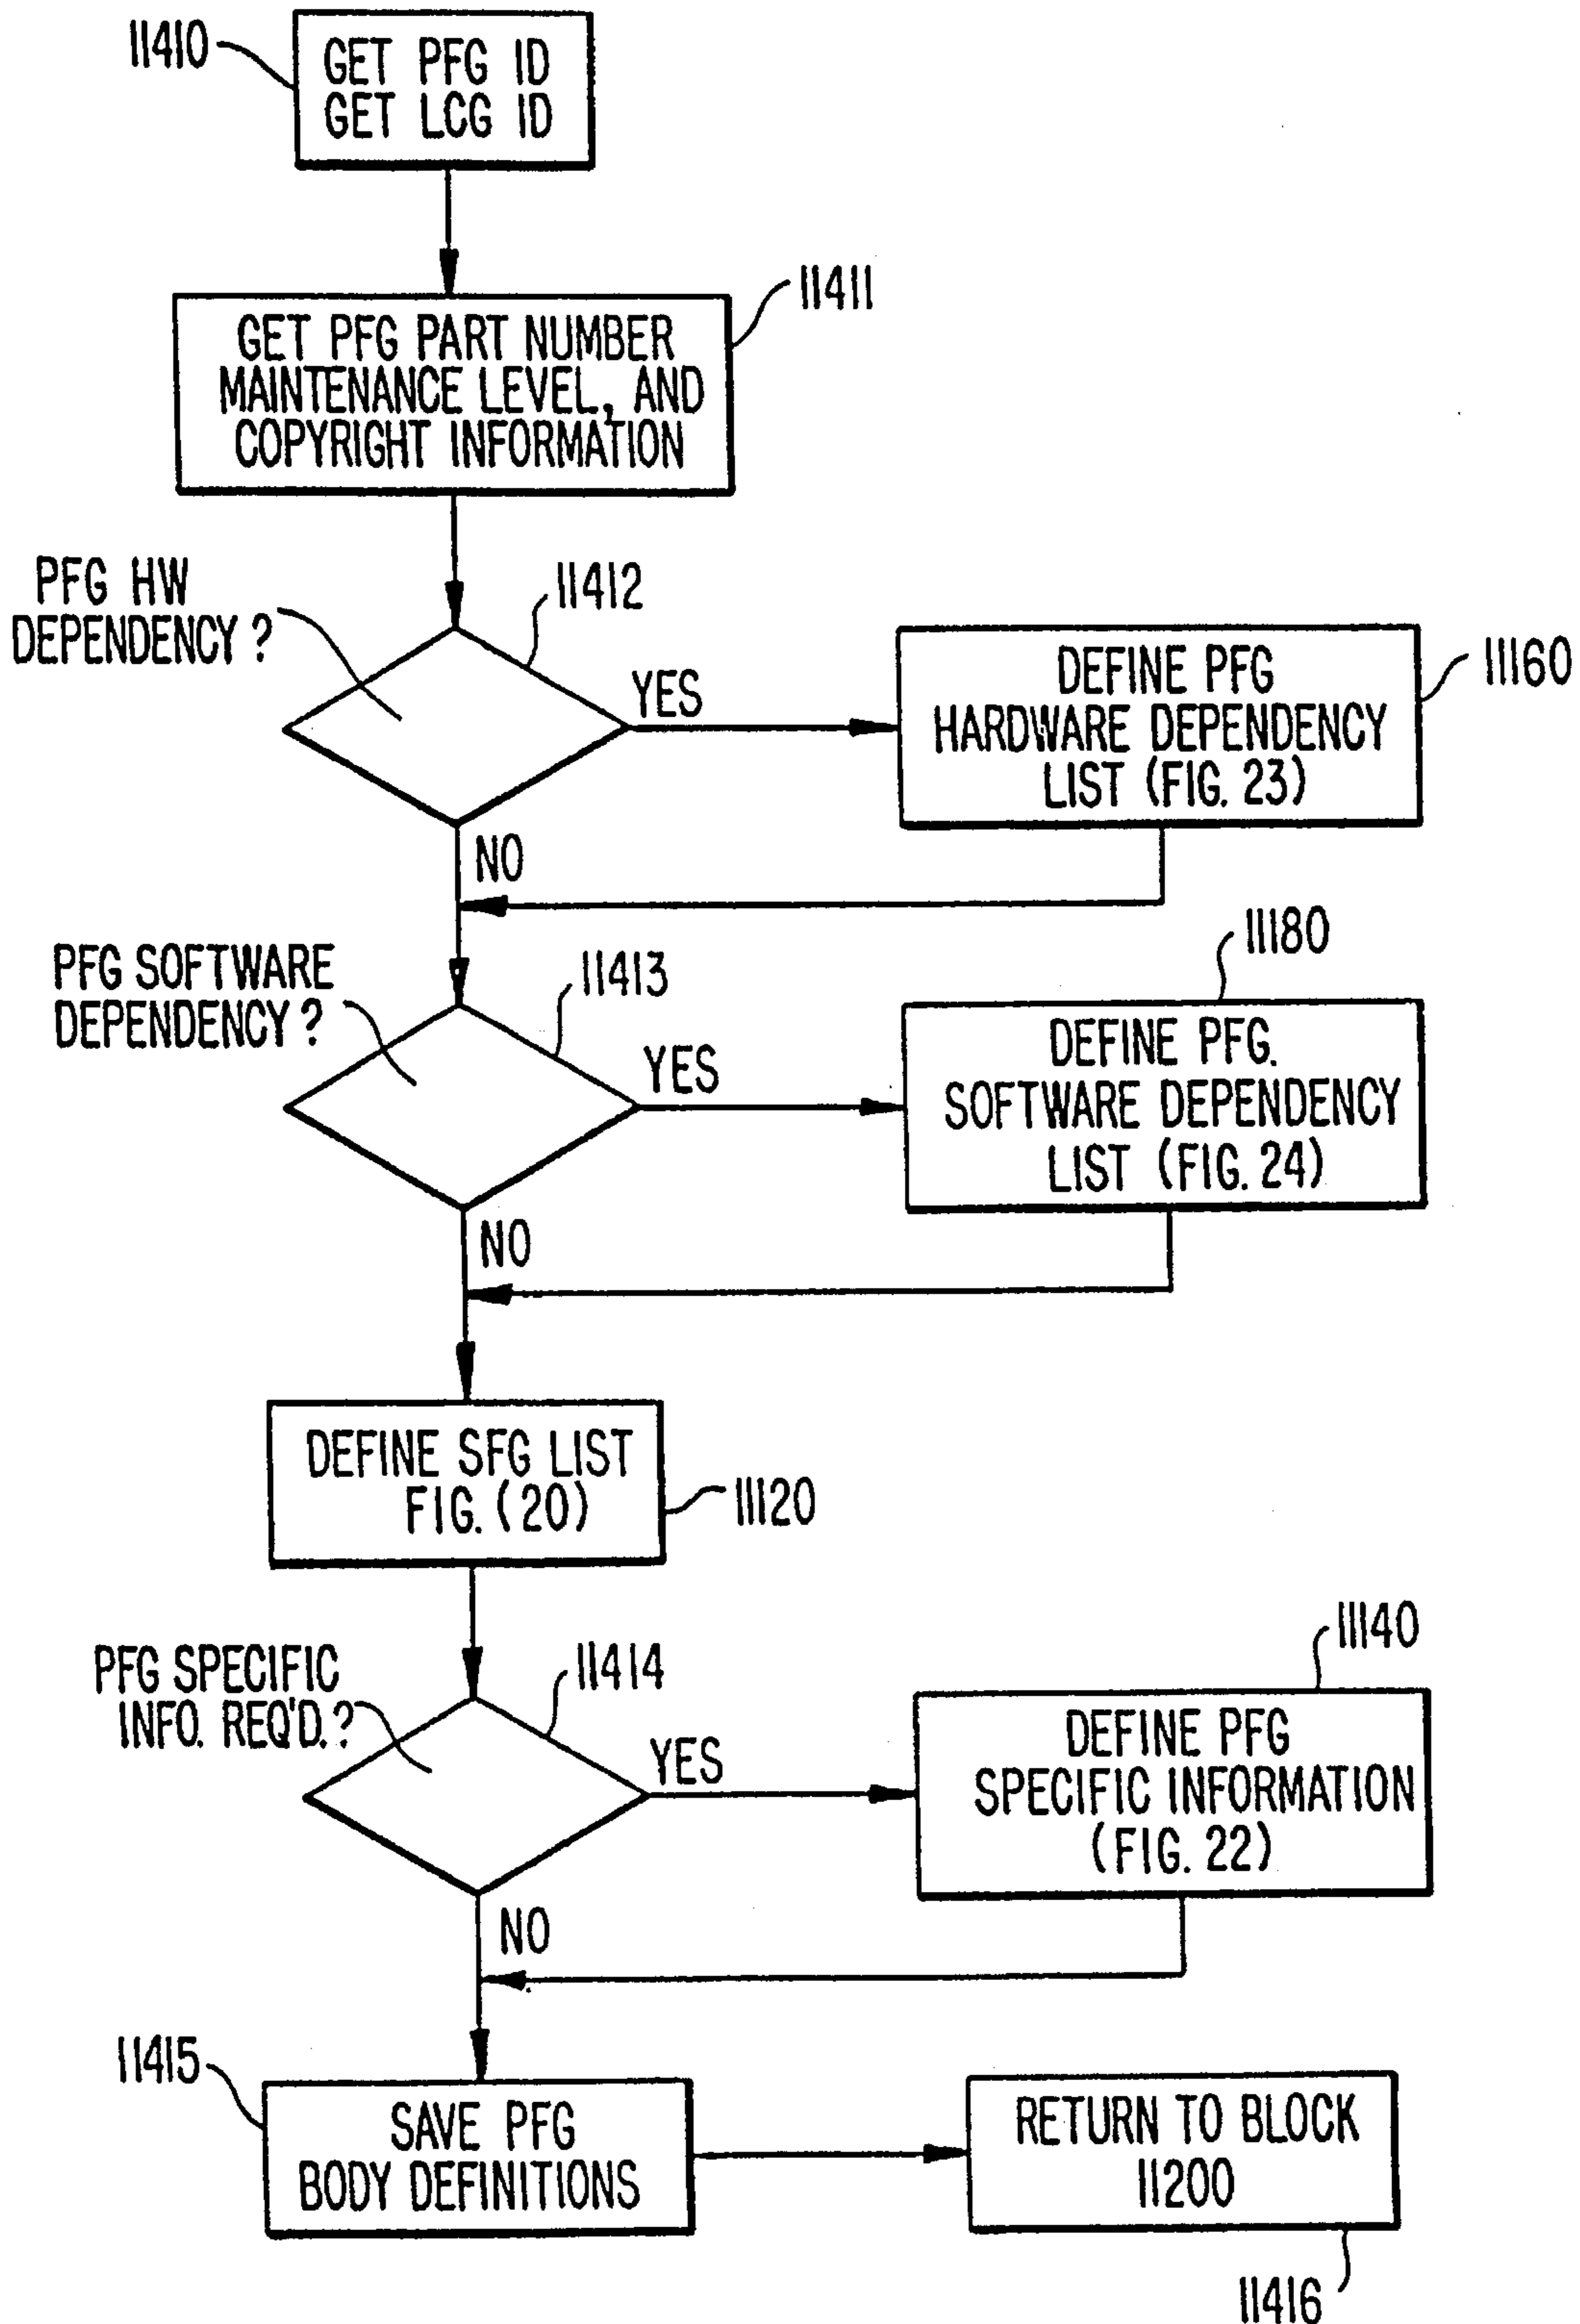 11410
GET PFG ID
GET LCG ID
11411
GET PFG PART NUMBER
MAINTENANCE LEVEL, AND
COPYRIGHT INFORMATION
PFG HW
DEPENDENCY?
11412
YES
DEFINE PFG
HARDWARE DEPENDENCY
LIST (FIG. 23)
11160
NO
PFG SOFTWARE
DEPENDENCY?
11413
YES
11180
DEFINE PFG.
SOFTWARE DEPENDENCY
LIST (FIG. 24)
NO
DEFINE SFG LIST
FIG. (20)
11120
PFG SPECIFIC
INFO. REQ'D.?
11414
YES
11140
DEFINE PFG
SPECIFIC INFORMATION
(FIG. 22)
NO
11415
SAVE PFG
BODY DEFINITIONS
RETURN TO BLOCK
11200
11416